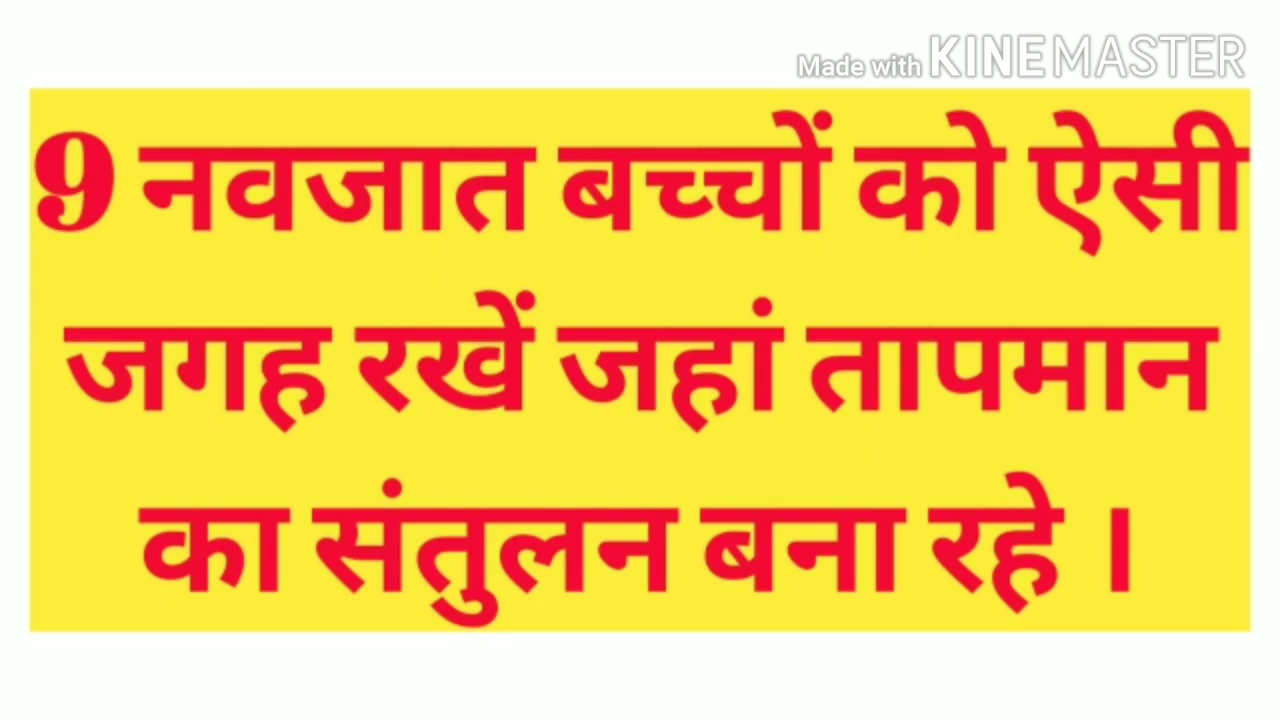 Made with KINEMASTER
9 नवजात बच्चों को ऐसी
जगह रखें जहां तापमान
का संतुलन बना रहे ।